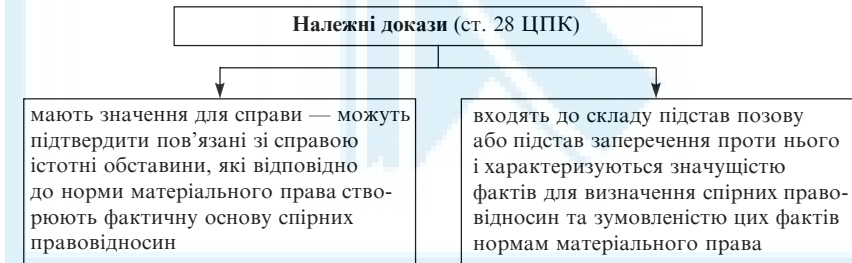 Належні докази (ст. 28 ЦПК)
мають значення для справи — можуть
підтвердити пов’язані зі справою
істотні обставини, які відповідно
до норми матеріального права ство-
рюють фактичну основу спірних
правовідносин
входять до складу підстав позову
або підстав заперечення проти нього
і характеризуються значущістю
фактів для визначення спірних право-
відносин та зумовленістю цих фактів
нормам матеріального права